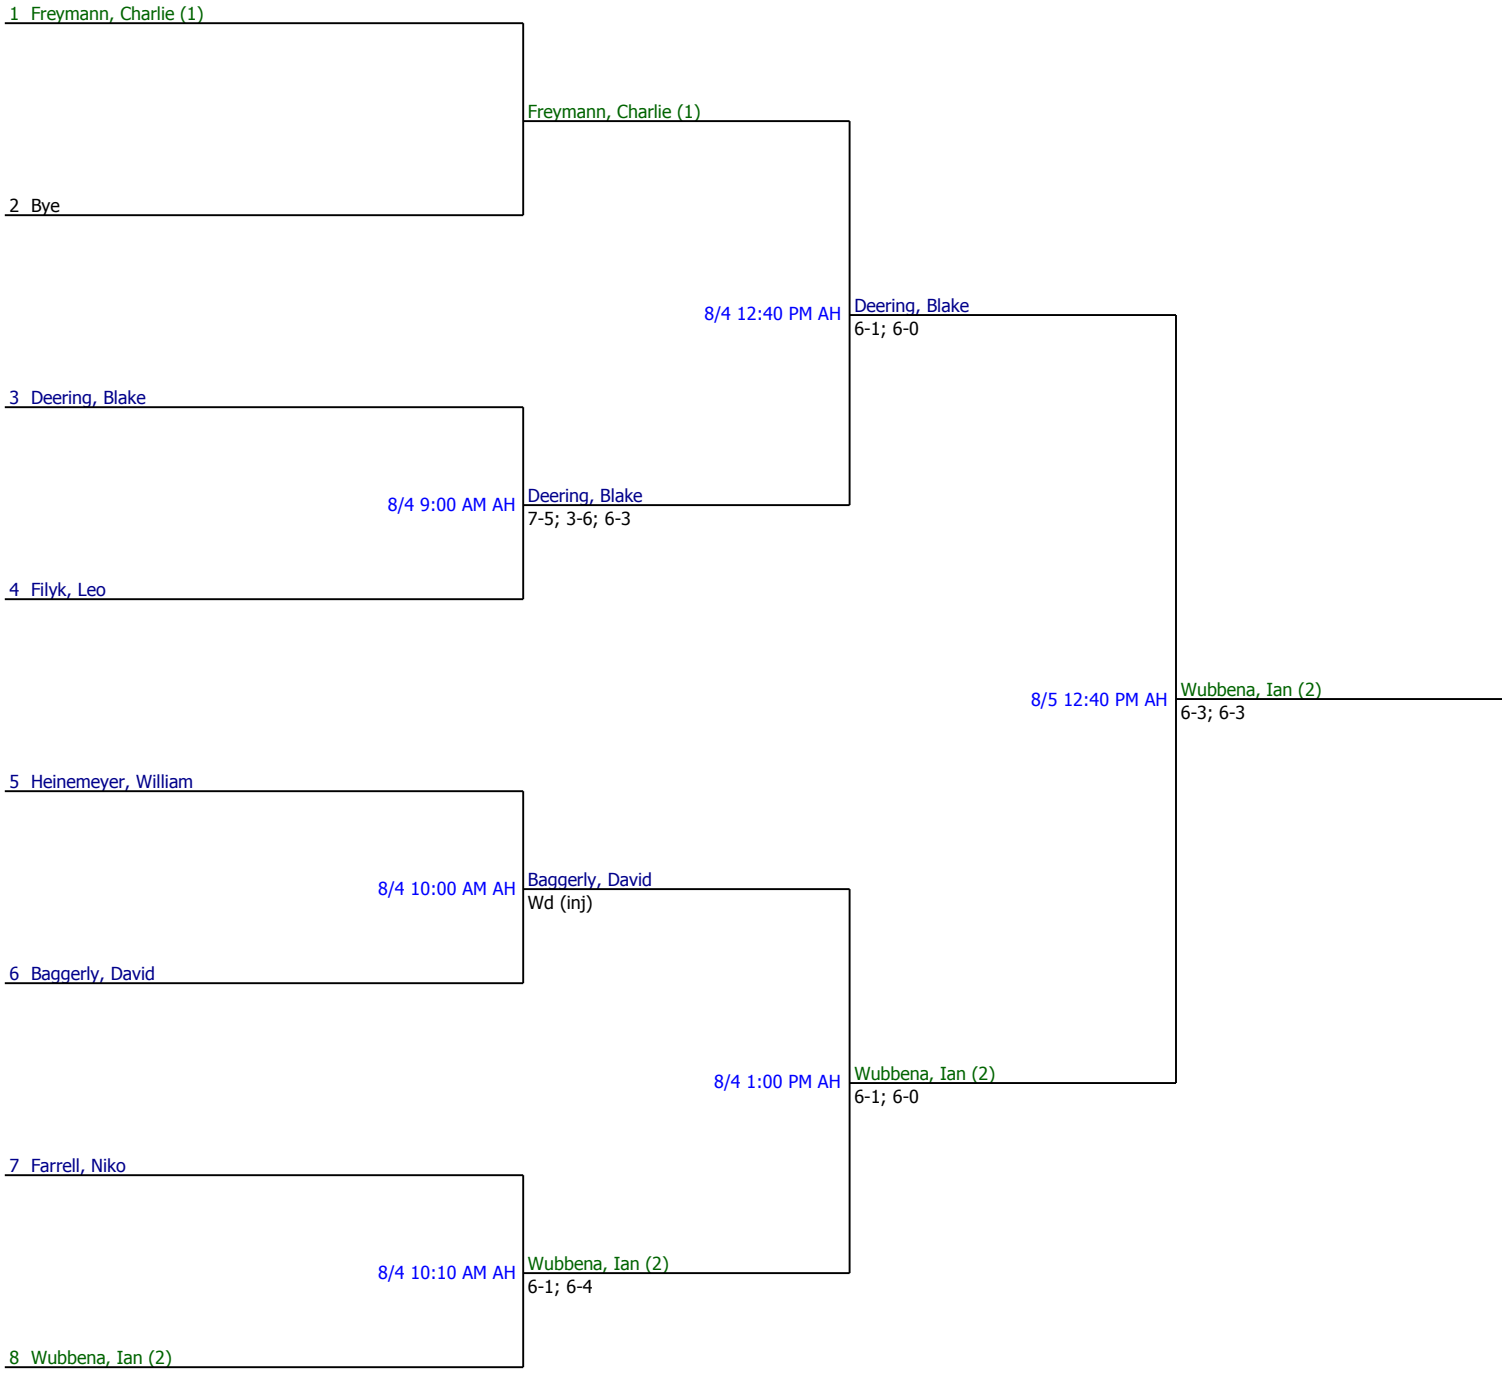 1 Freymann, Charlie (1)
Freymann, Charlie (1)
2 Bye
8/4 12:40 PM AH
Deering, Blake
6-1; 6-0
3 Deering, Blake
8/4 9:00 AM AH
Deering, Blake
7-5; 3-6; 6-3
4 Filyk, Leo
8/5 12:40 PM AH
Wubbena, Ian (2)
6-3; 6-3
5 Heinemeyer, William
8/4 10:00 AM AH
Baggerly, David
Wd (inj)
6 Baggerly, David
8/4 1:00 PM AH
Wubbena, Ian (2)
6-1; 6-0
7 Farrell, Niko
8/4 10:10 AM AH
Wubbena, Ian (2)
6-1; 6-4
8 Wubbena, Ian (2)